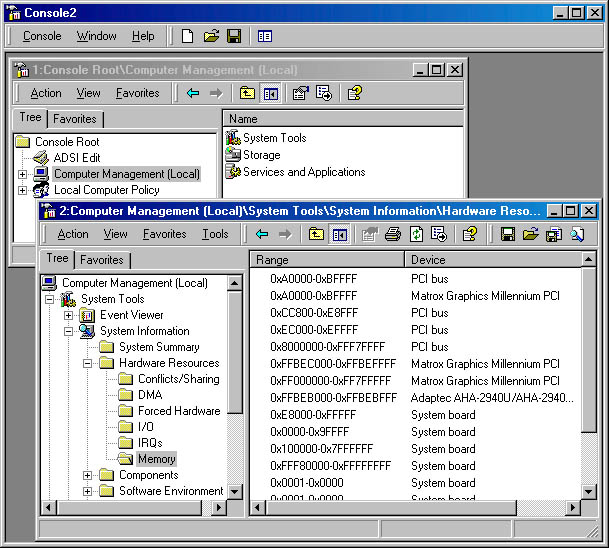 Console2
Console Window Help
1:Console Root\Computer Management (Local)
Action View Favorites
Tree Favorites
Console Root
ADSI Edit
Computer Management (Local)
Local Computer Policy
Name
System Tools
Storage
Services and Applications
2:Computer Management (Local)\System Tools\System Information\Hardware Reso...
Action View Favorites Tools
Tree Favorites
Computer Management (Local)
System Tools
Event Viewer
System Information
System Summary
Hardware Resources
Conflicts/Sharing
DMA
Forced Hardware
I/O
IRQs
Memory
Components
Software Environment
Range Device
0xA0000-0xBFFFF PCI bus
0xA0000-0xBFFFF Matrox Graphics Millennium PCI
0xCC800-0xE8FFF PCI bus
0xEC000-0xEFFFF PCI bus
0x8000000-0xFFF7FFFF PCI bus
0xFFBEC000-0xFFBEFFFF Matrox Graphics Millennium PCI
0xFF000000-0xFF7FFFFF Matrox Graphics Millennium PCI
0xFFBEB000-0xFFBEBFFF Adaptec AHA-2940U/AHA-2940...
0xE8000-0xFFFFF System board
0x0000-0x9FFFF System board
0x100000-0x7FFFFFF System board
0xFFF80000-0xFFFFFFFF System board
0x0001-0x0000 System board
0x0001-0x0000 System board